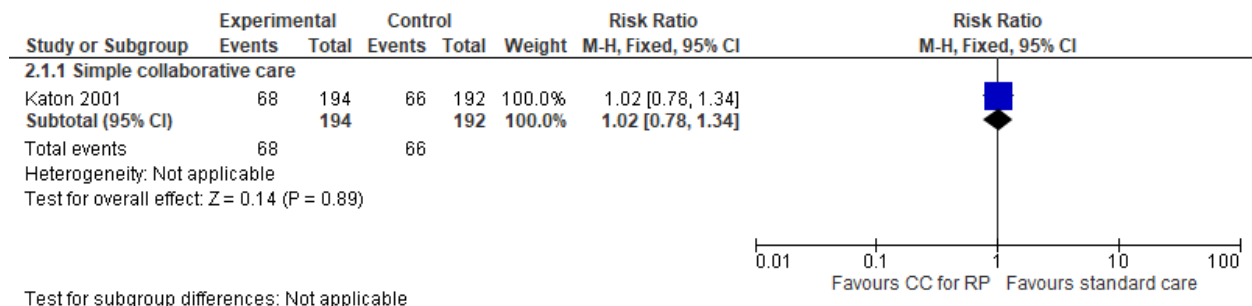 Experimental Control Risk Ratio Risk Ratio
Study or Subgroup Events Total Events Total Weight M-H, Fixed, 95% CI M-H, Fixed, 95% CI
2.1.1 Simple collaborative care
Katon 2001 68 194 66 192 100.0% 1.02 [0.78, 1.34]
Subtotal (95% CI) 194 192 100.0% 1.02 [0.78, 1.34]
Total events 68 66
Heterogeneity: Not applicable
Test for overall effect: Z = 0.14 (P = 0.89)
0.01 0.1 1 10 100
Favours CC for RP Favours standard care
Test for subgroup differences: Not applicable